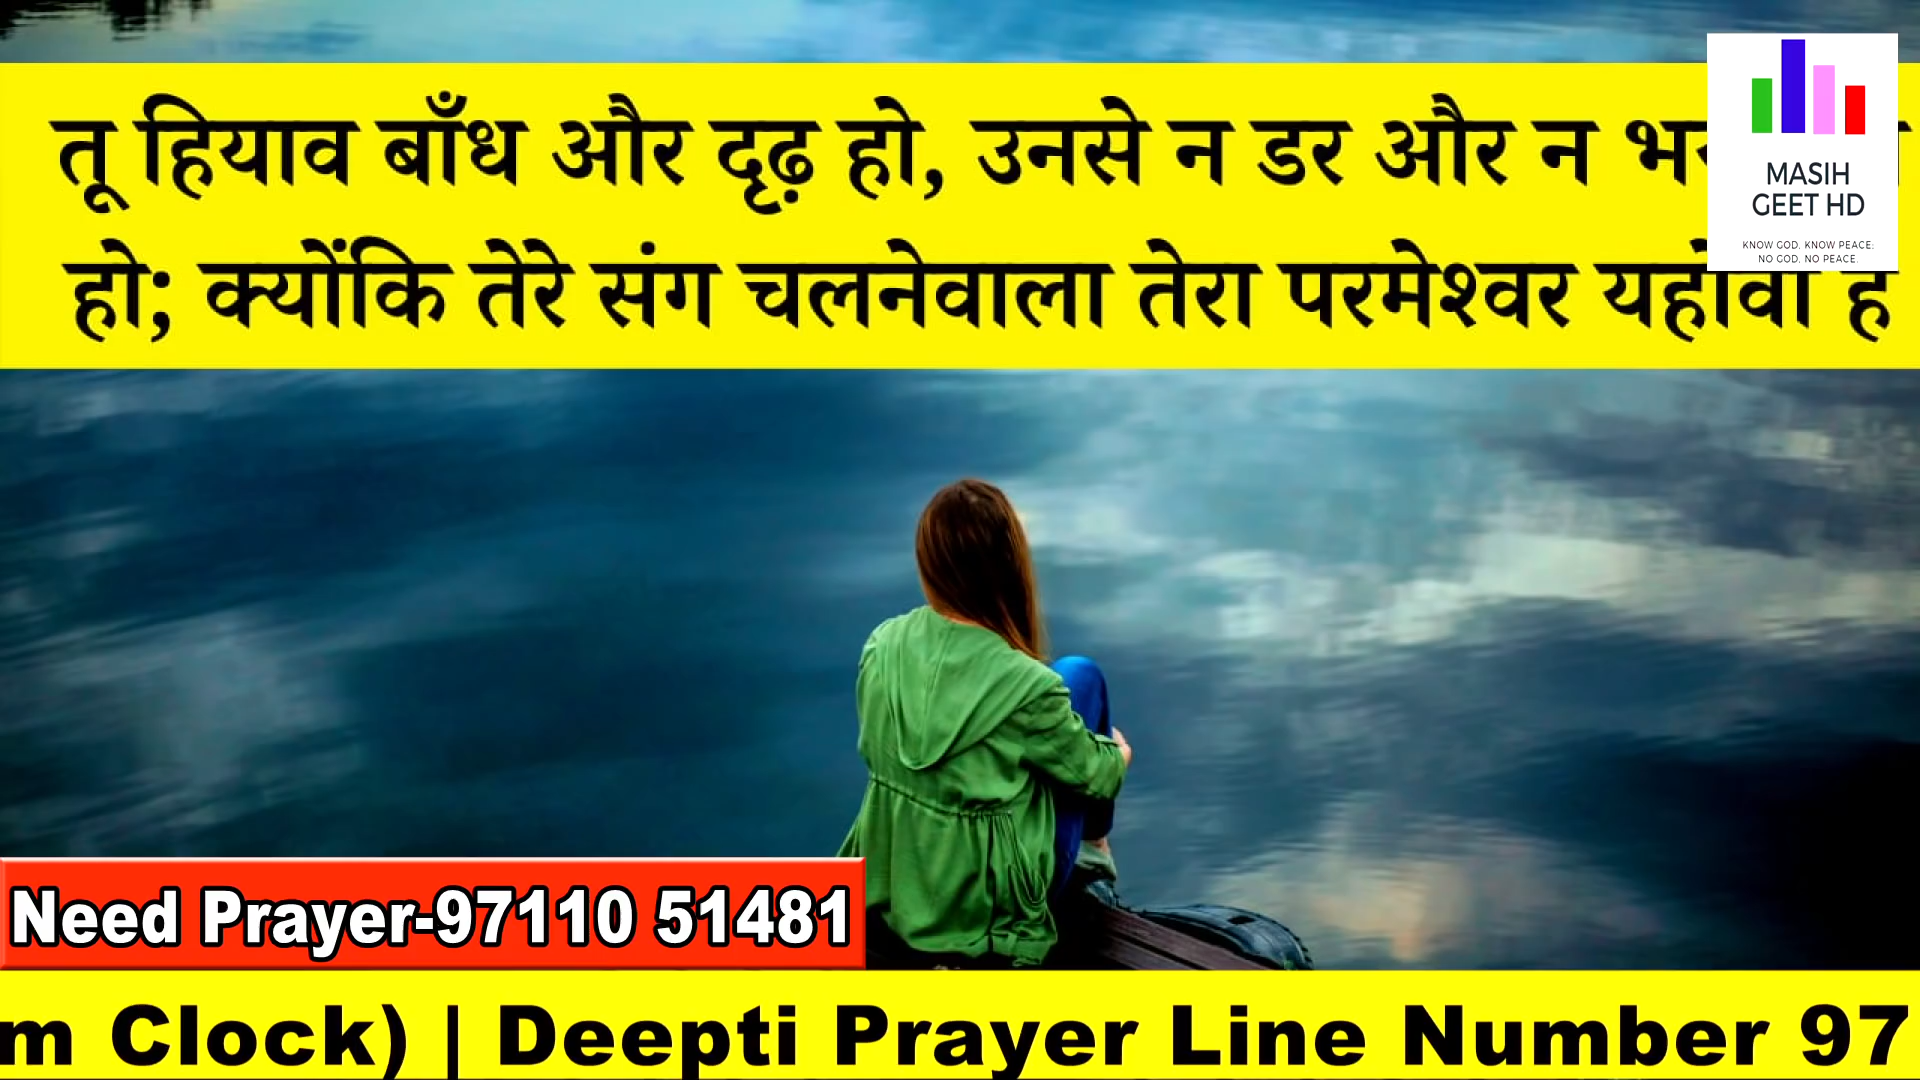 तू हियाव बाँध और दृढ़ हो, उनसे न डर और न
हो; क्योंकि तेरे संग चलनेवाला तेरा परमेश्वर यहोवा है
MASIH
GEET HD
KNOW GOD, KNOW PEACE;
NO GOD, NO PEACE.
Need Prayer-97110 51481
m Clock) | Deepti Prayer Line Number 97